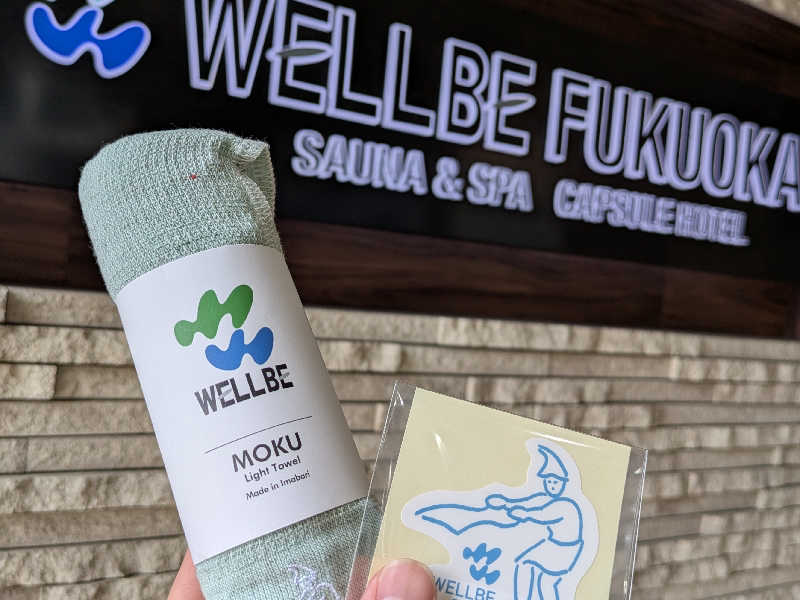 WELLBE FUKUOKA
SAUNA & SPA CAPSULE HOTEL
WELLBE
MOKU
Light Towel
Made in Imabari
WELLBE